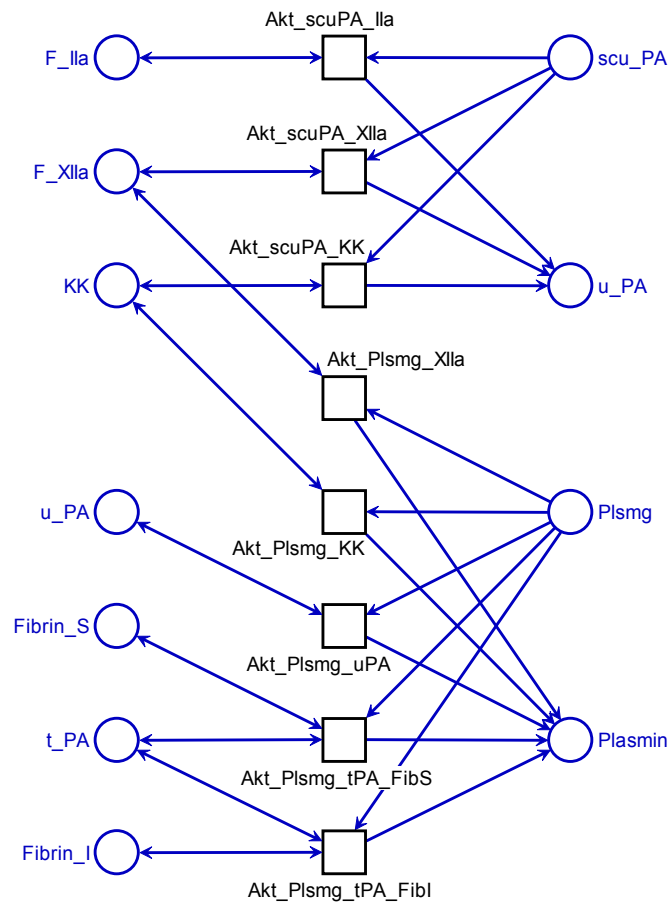 Akt_scuPA_IIa
F_IIa
scu_PA
Akt_scuPA_XIIa
F_XIIa
Akt_scuPA_KK
KK
u_PA
Akt_Plsmg_XIIa
u_PA
Plsmg
Akt_Plsmg_KK
Fibrin_S
Akt_Plsmg_uPA
t_PA
Plasmin
Akt_Plsmg_tPA_FibS
Fibrin_I
Akt_Plsmg_tPA_FibI